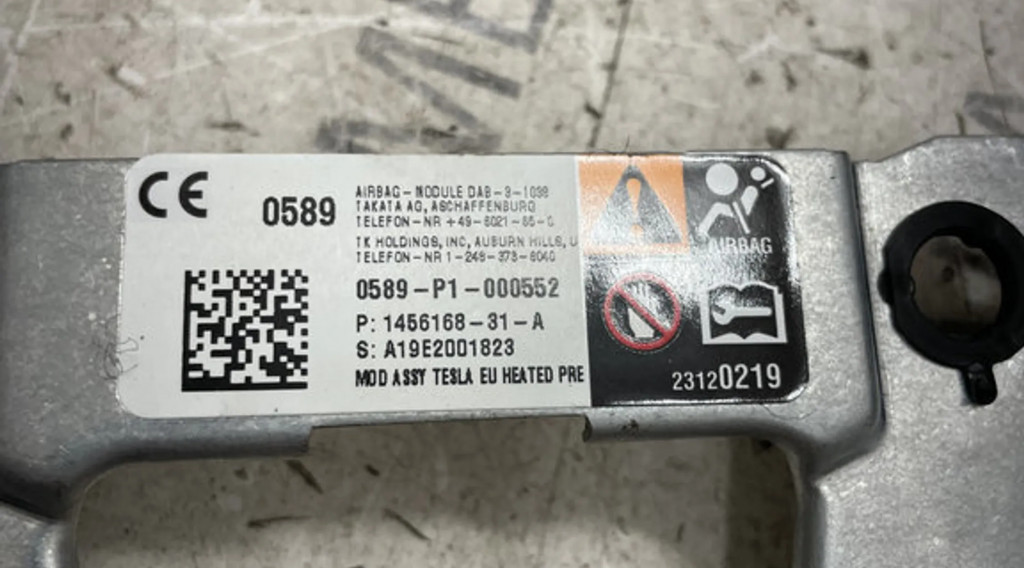 CE
0589
AIRBAG - MODULE DAB-3-1038
TAKATA AG, ASCHAFFENBURG
TELEFON-NR +49-6021-65-0
TK HOLDINGS, INC, AUBURN HILLS, U
TELEFON-NR 1-248-373-8040
0589-P1-000552
P: 1456168-31-A
S: A19E2001823
MOD ASSY TESLA EU HEATED PRE
AIRBAG
23120219